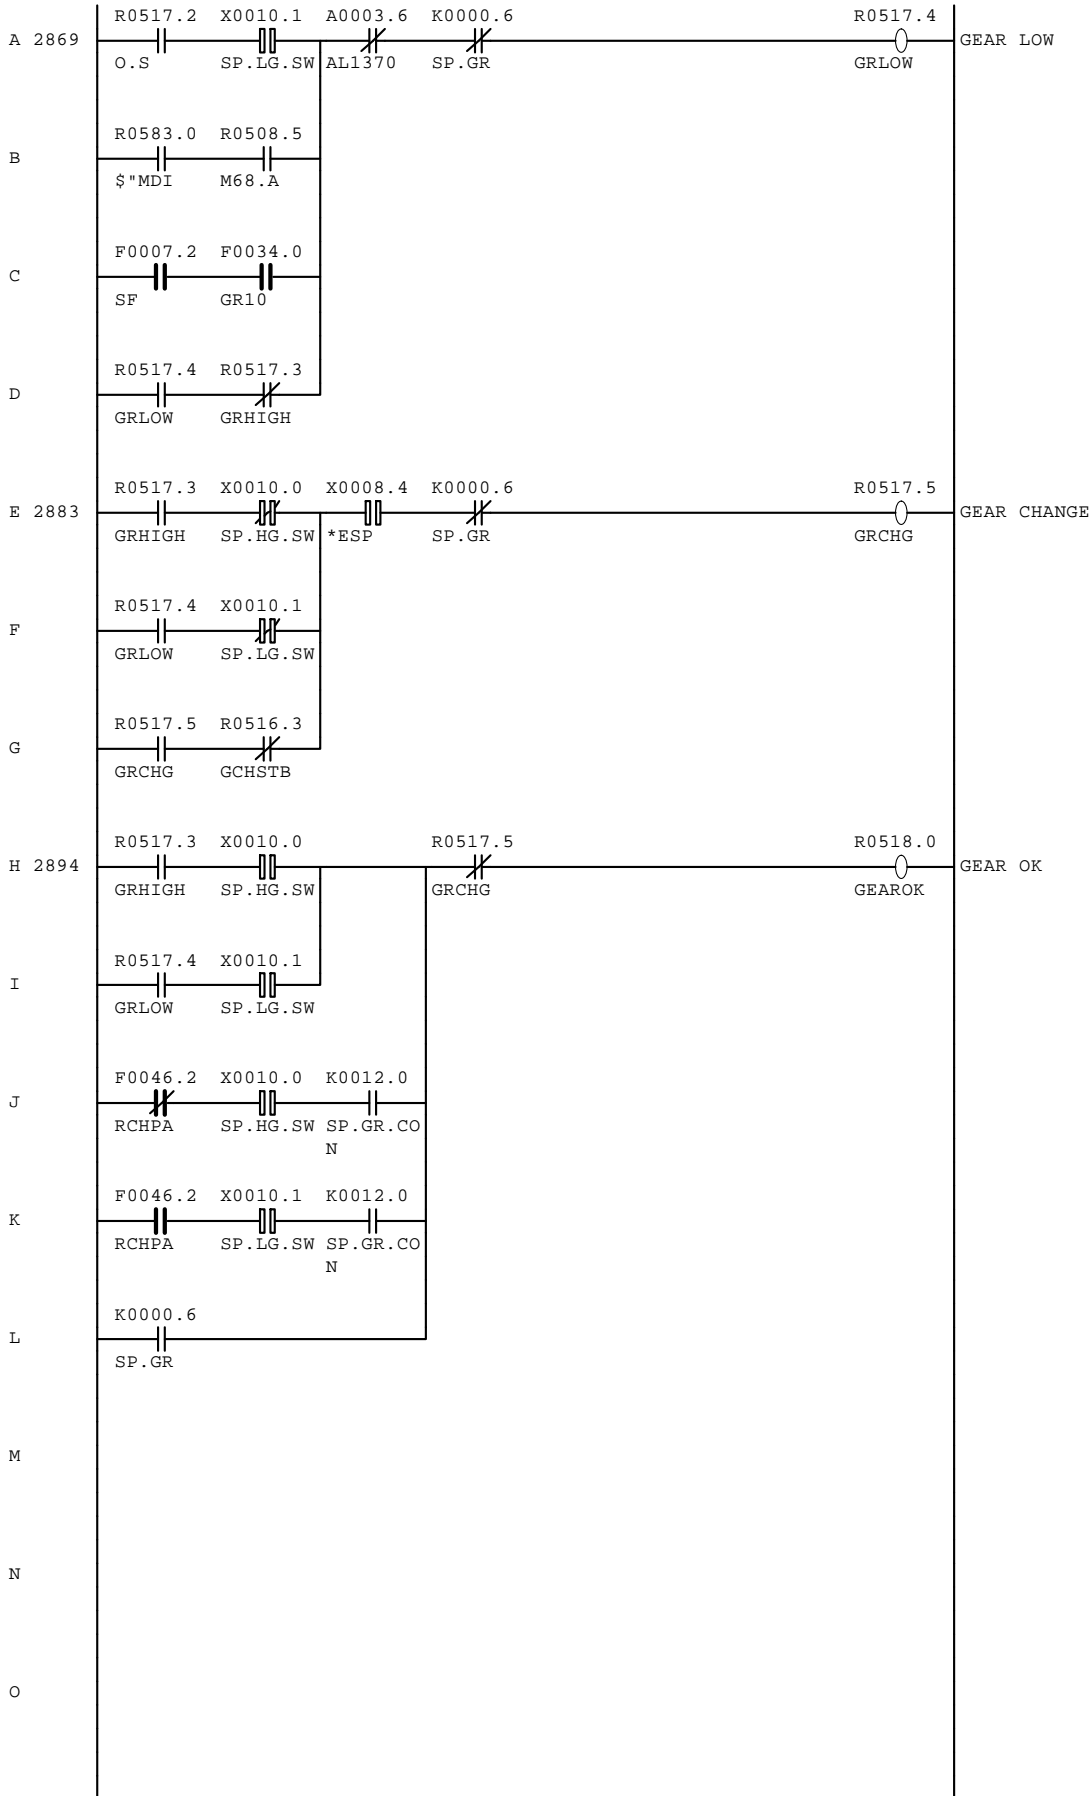 R0517.2 X0010.1 A0003.6 K0000.6 R0517.4
A 2869 GEAR LOW
O.S SP.LG.SW AL1370 SP.GR GRLOW
R0583.0 R0508.5
B
$"MDI M68.A
F0007.2 F0034.0
C
SF GR10
R0517.4 R0517.3
D
GRLOW GRHIGH
R0517.3 X0010.0 X0008.4 K0000.6 R0517.5
E 2883 GEAR CHANGE
GRHIGH SP.HG.SW *ESP SP.GR GRCHG
R0517.4 X0010.1
F
GRLOW SP.LG.SW
R0517.5 R0516.3
G
GRCHG GCHSTB
R0517.3 X0010.0 R0517.5 R0518.0
H 2894 GEAR OK
GRHIGH SP.HG.SW GRCHG GEAROK
R0517.4 X0010.1
I
GRLOW SP.LG.SW
F0046.2 X0010.0 K0012.0
J
RCHPA SP.HG.SW SP.GR.CO
N
F0046.2 X0010.1 K0012.0
K
RCHPA SP.LG.SW SP.GR.CO
N
K0000.6
L
SP.GR
M
N
O